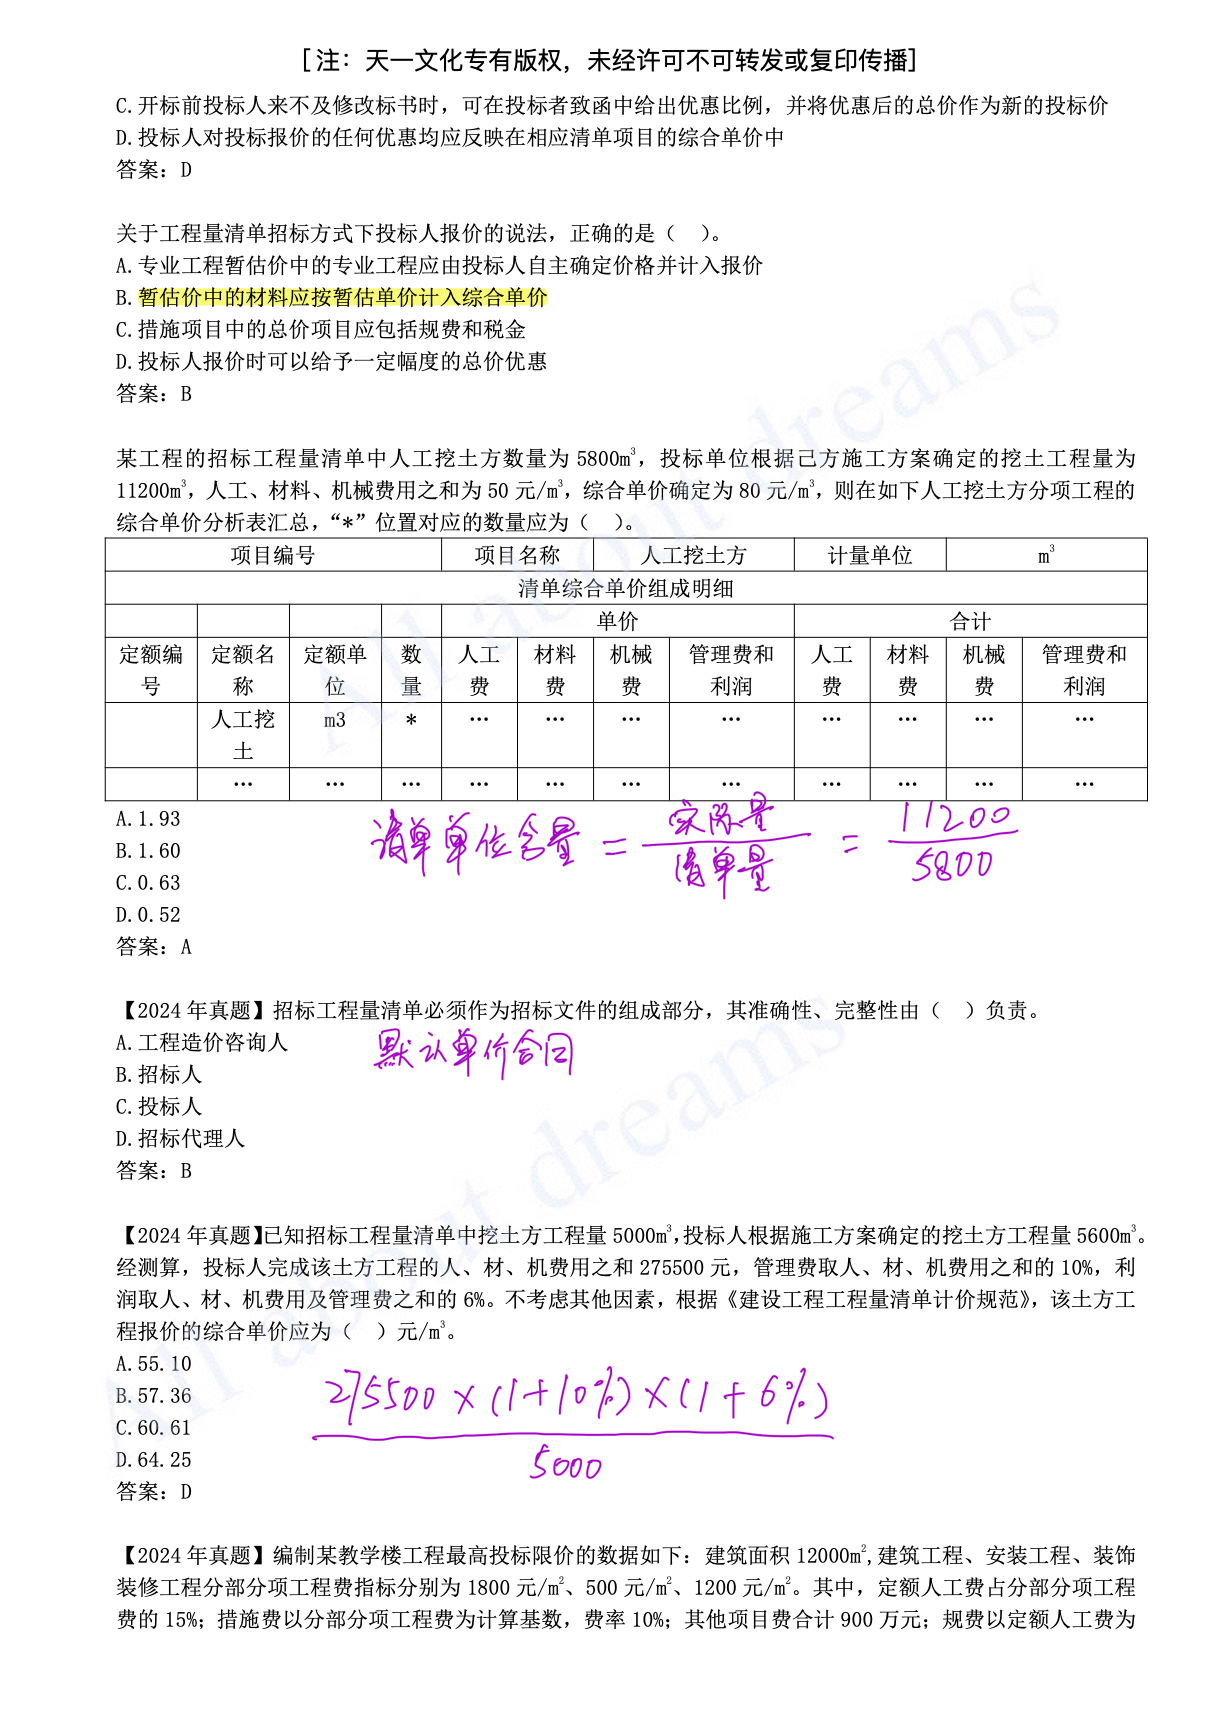 [注：天一文化专有版权，未经许可不可转发或复印传播]
C.开标前投标人来不及修改标书时，可在投标者致函中给出优惠比例，并将优惠后的总价作为新的投标价
D.投标人对投标报价的任何优惠均应反映在相应清单项目的综合单价中
答案：D
关于工程量清单招标方式下投标人报价的说法，正确的是（　）。
A.专业工程暂估价中的专业工程应由投标人自主确定价格并计入报价
B.暂估价中的材料应按暂估单价计入综合单价
C.措施项目中的总价项目应包括规费和税金
D.投标人报价时可以给予一定幅度的总价优惠
答案：B
某工程的招标工程量清单中人工挖土方数量为 5800m³，投标单位根据己方施工方案确定的挖土工程量为
11200m³，人工、材料、机械费用之和为 50 元/m³，综合单价确定为 80 元/m³，则在如下人工挖土方分项工程的
综合单价分析表汇总，“*”位置对应的数量应为（　）。
项目编号 项目名称 人工挖土方 计量单位 m³
清单综合单价组成明细
单价 合计
定额编 定额名 定额单 数 人工 材料 机械 管理费和 人工 材料 机械 管理费和
号 称 位 量 费 费 费 利润 费 费 费 利润
人工挖 m3 * … … … … … … … …
土
… … … … … … … … … … …
A.1.93
B.1.60
C.0.63
D.0.52
清单单位含量 = 实际量/清单量 = 11200/5800
答案：A
【2024 年真题】招标工程量清单必须作为招标文件的组成部分，其准确性、完整性由（　）负责。
A.工程造价咨询人
默认单价合同
B.招标人
C.投标人
D.招标代理人
答案：B
【2024 年真题】已知招标工程量清单中挖土方工程量 5000m³，投标人根据施工方案确定的挖土方工程量 5600m³。
经测算，投标人完成该土方工程的人、材、机费用之和 275500 元，管理费取人、材、机费用之和的 10%，利
润取人、材、机费用及管理费之和的 6%。不考虑其他因素，根据《建设工程工程量清单计价规范》，该土方工
程报价的综合单价应为（　）元/m³。
A.55.10
B.57.36
C.60.61
D.64.25
275500 × (1+10%) × (1+6%)
5000
答案：D
【2024 年真题】编制某教学楼工程最高投标限价的数据如下：建筑面积 12000m²,建筑工程、安装工程、装饰
装修工程分部分项工程费指标分别为 1800 元/m²、500 元/m²、1200 元/m²。其中，定额人工费占分部分项工程
费的 15%；措施费以分部分项工程费为计算基数，费率 10%；其他项目费合计 900 万元；规费以定额人工费为
All about dreams
All about dreams